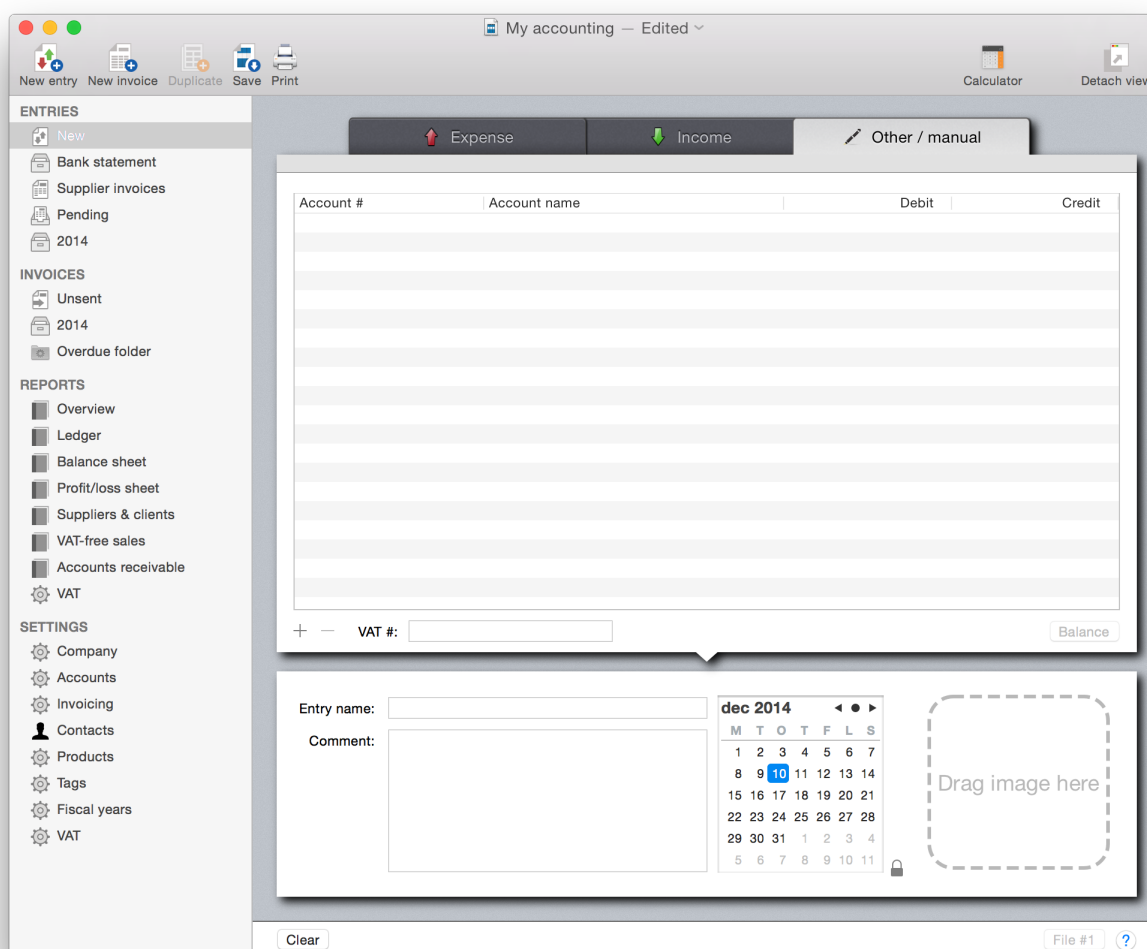 My accounting — Edited
New entry New invoice Duplicate Save Print Calculator Detach view
ENTRIES
New
Bank statement
Supplier invoices
Pending
2014
INVOICES
Unsent
2014
Overdue folder
REPORTS
Overview
Ledger
Balance sheet
Profit/loss sheet
Suppliers & clients
VAT-free sales
Accounts receivable
VAT
SETTINGS
Company
Accounts
Invoicing
Contacts
Products
Tags
Fiscal years
VAT
Expense Income Other / manual
Account # Account name Debit Credit
+ − VAT #: Balance
Entry name:
Comment:
dec 2014
M T O T F L S
1 2 3 4 5 6 7
8 9 10 11 12 13 14
15 16 17 18 19 20 21
22 23 24 25 26 27 28
29 30 31 1 2 3 4
5 6 7 8 9 10 11
Drag image here
Clear File #1 ?